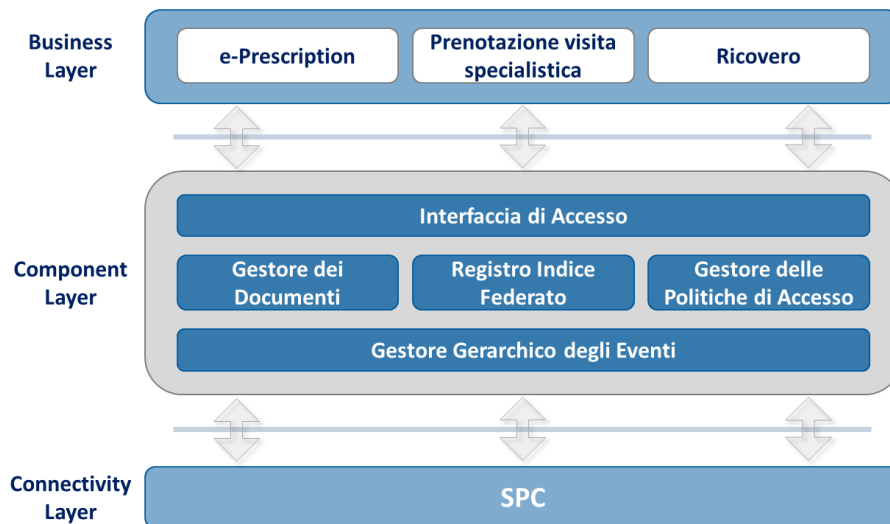 Business
Layer
e-Prescription
Prenotazione visita
specialistica
Ricovero
Component
Layer
Interfaccia di Accesso
Gestore dei
Documenti
Registro Indice
Federato
Gestore delle
Politiche di Accesso
Gestore Gerarchico degli Eventi
Connectivity
Layer
SPC